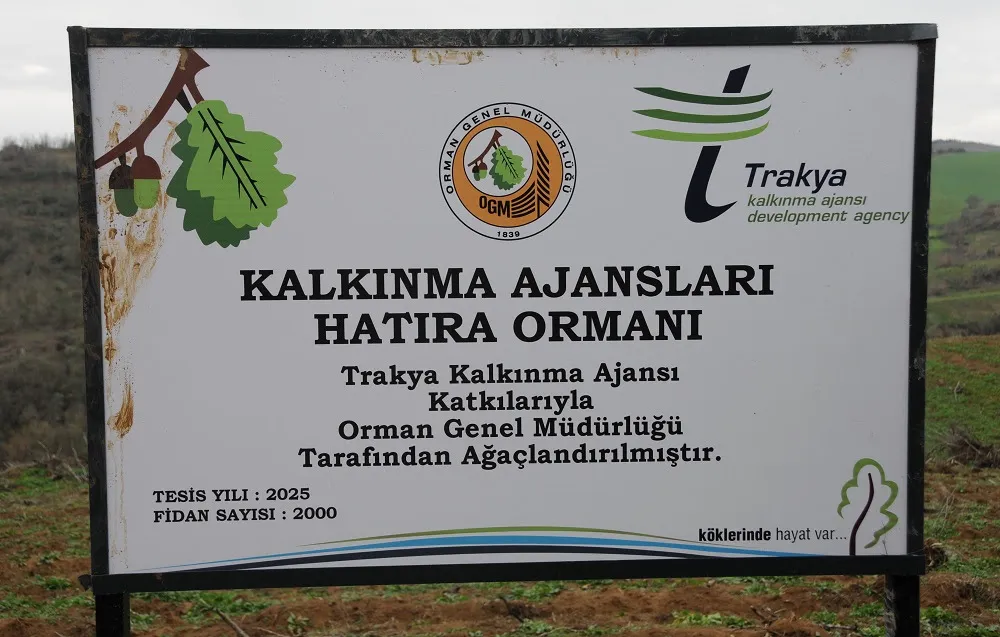 ORMAN GENEL MÜDÜRLÜĞÜ
OGM
1839
Trakya
kalkınma ajansı
development agency
KALKINMA AJANSLARI
HATIRA ORMANI
Trakya Kalkınma Ajansı
Katkılarıyla
Orman Genel Müdürlüğü
Tarafından Ağaçlandırılmıştır.
TESİS YILI : 2025
FİDAN SAYISI : 2000
köklerinde hayat var...